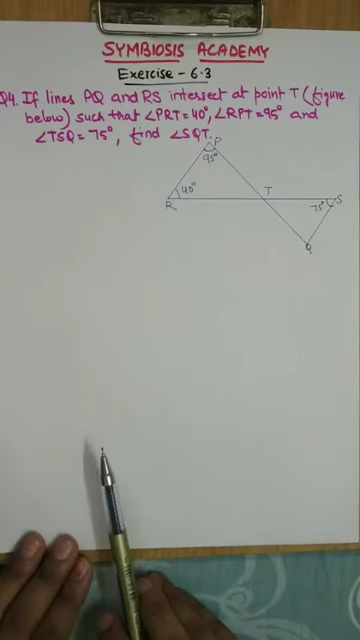 SYMBIOSIS ACADEMY
Exercise - 6.3
Q4. If lines PQ and RS intersect at point T (figure
below) such that ∠PRT = 40°, ∠RPT = 95° and
∠TSQ = 75°, find ∠SQT.
P
95°
40°
T
R
75°
S
Q